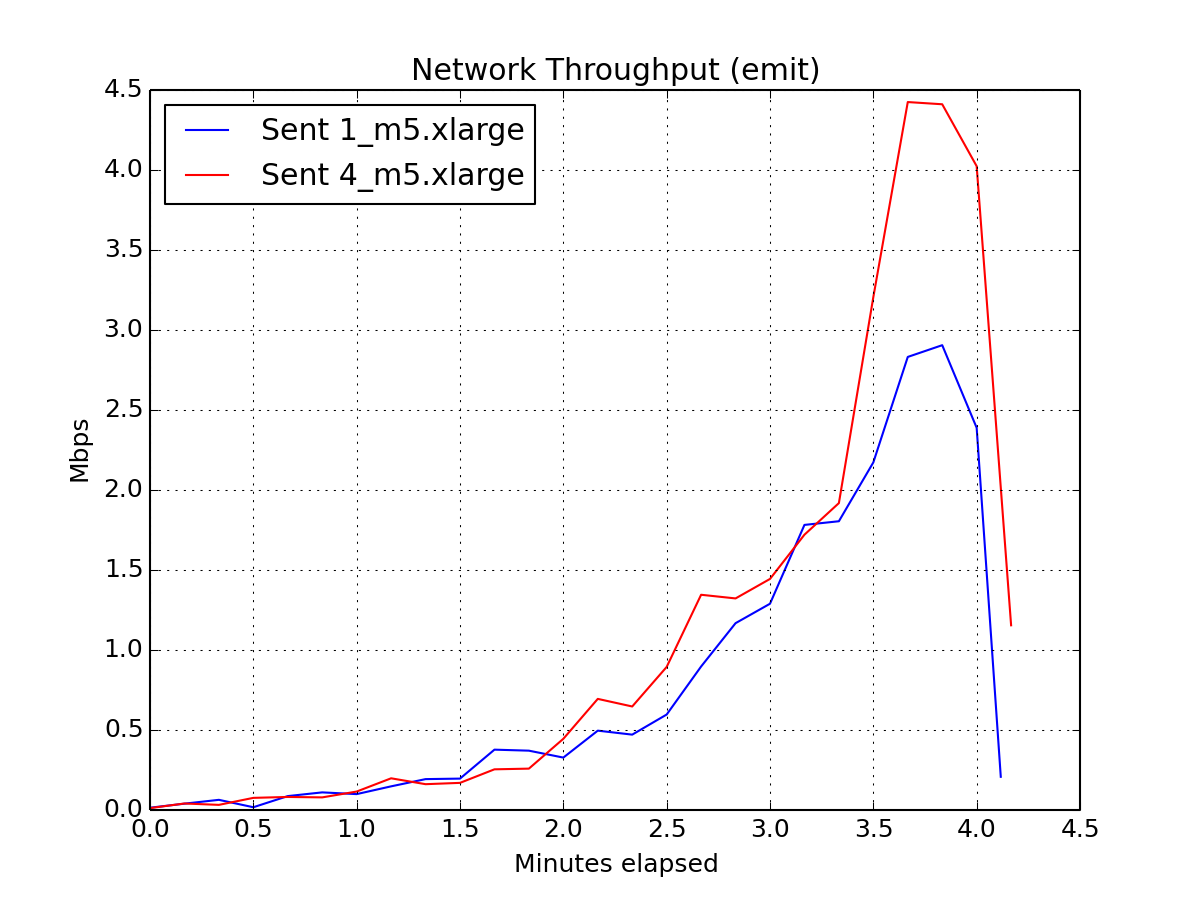 Network Throughput (emit)
4.5
4.0
3.5
3.0
2.5
2.0
1.5
1.0
0.5
0.0
Mbps
Sent 1_m5.xlarge
Sent 4_m5.xlarge
0.0 0.5 1.0 1.5 2.0 2.5 3.0 3.5 4.0 4.5
Minutes elapsed